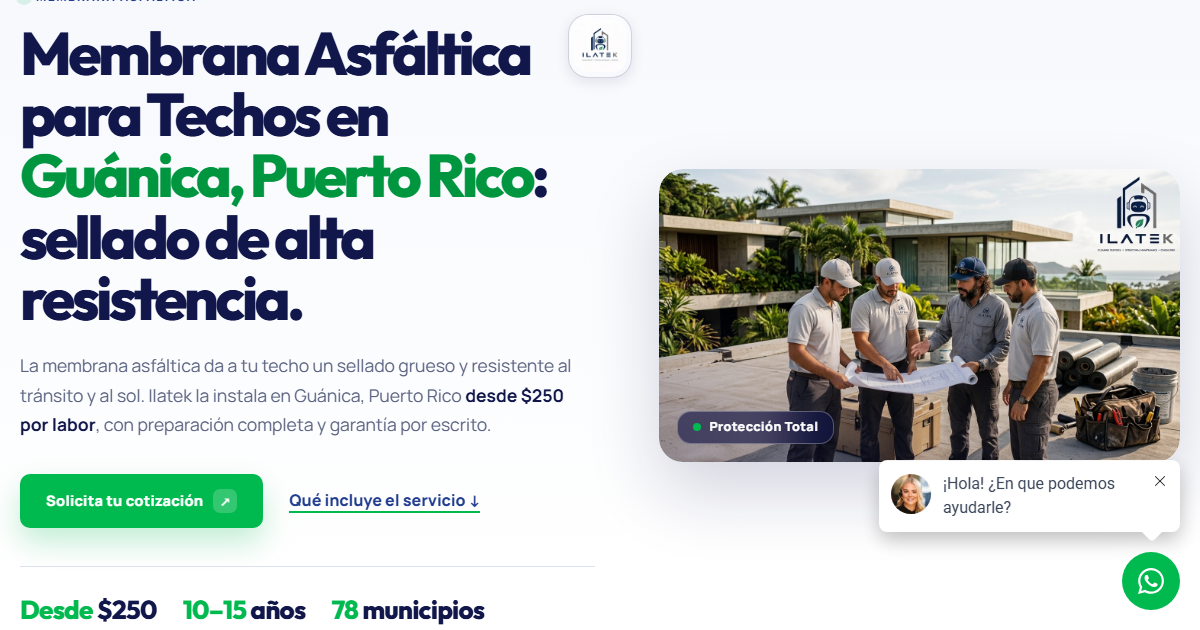 Membrana Asfáltica
para Techos en
Guánica, Puerto Rico:
sellado de alta
resistencia.
La membrana asfáltica da a tu techo un sellado grueso y resistente al
tránsito y al sol. Ilatek la instala en Guánica, Puerto Rico desde $250
por labor, con preparación completa y garantía por escrito.
Solicita tu cotización ↗
Qué incluye el servicio ↓
Desde $250
10–15 años
78 municipios
ILATEK
ILATEK
Protección Total
¡Hola! ¿En que podemos
ayudarle?